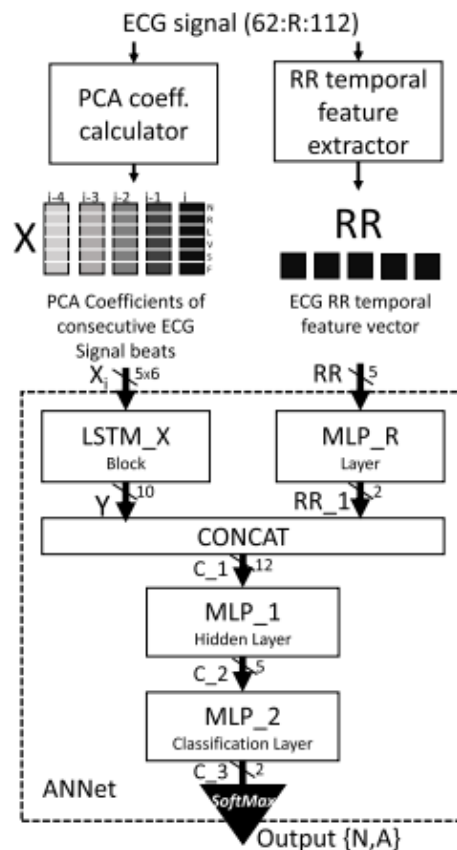 ECG signal (62:R:112)
PCA coeff.
calculator
RR temporal
feature
extractor
i-4 i-3 i-2 i-1 i
X
N
R
L
V
S
F
RR
PCA Coefficients of
consecutive ECG
Signal beats
ECG RR temporal
feature vector
Xi 5x6
RR 5
LSTM_X
Block
MLP_R
Layer
Y 10
RR_1 2
CONCAT
C_1 12
MLP_1
Hidden Layer
C_2 5
MLP_2
Classification Layer
C_3 2
ANNet
SoftMax
Output {N,A}